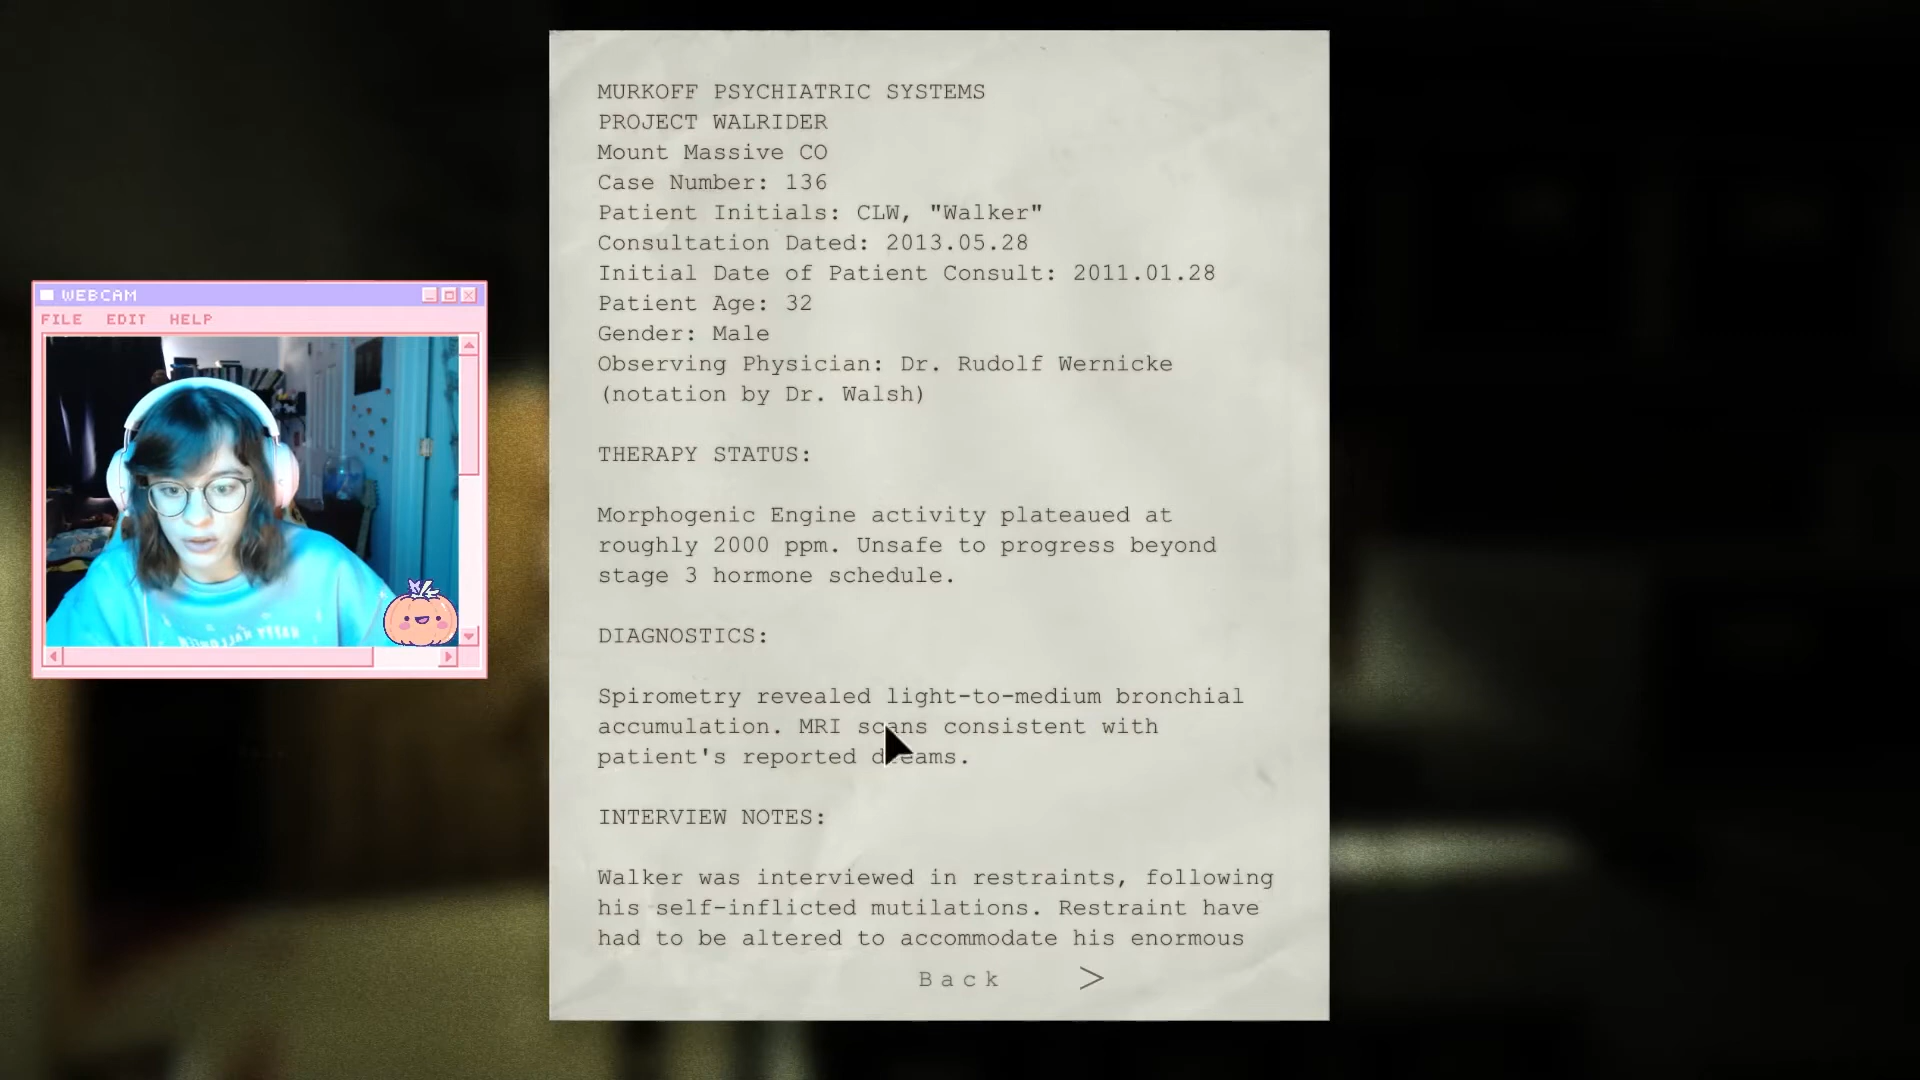 MURKOFF PSYCHIATRIC SYSTEMS
PROJECT WALRIDER
Mount Massive CO
Case Number: 136
Patient Initials: CLW, "Walker"
Consultation Dated: 2013.05.28
Initial Date of Patient Consult: 2011.01.28
Patient Age: 32
Gender: Male
Observing Physician: Dr. Rudolf Wernicke
(notation by Dr. Walsh)
THERAPY STATUS:
Morphogenic Engine activity plateaued at
roughly 2000 ppm. Unsafe to progress beyond
stage 3 hormone schedule.
DIAGNOSTICS:
Spirometry revealed light-to-medium bronchial
accumulation. MRI scans consistent with
patient's reported dreams.
INTERVIEW NOTES:
Walker was interviewed in restraints, following
his self-inflicted mutilations. Restraint have
had to be altered to accommodate his enormous
Back >
WEBCAM
FILE EDIT HELP
HAPPY HALLOWEEN